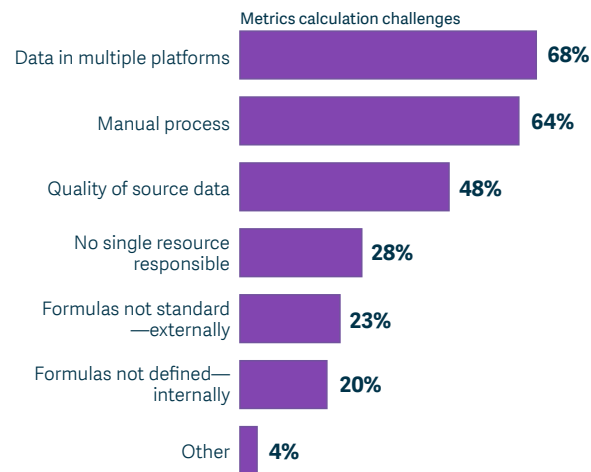 Metrics calculation challenges
Data in multiple platforms 68%
Manual process 64%
Quality of source data 48%
No single resource
responsible 28%
Formulas not standard
—externally 23%
Formulas not defined—
internally 20%
Other 4%